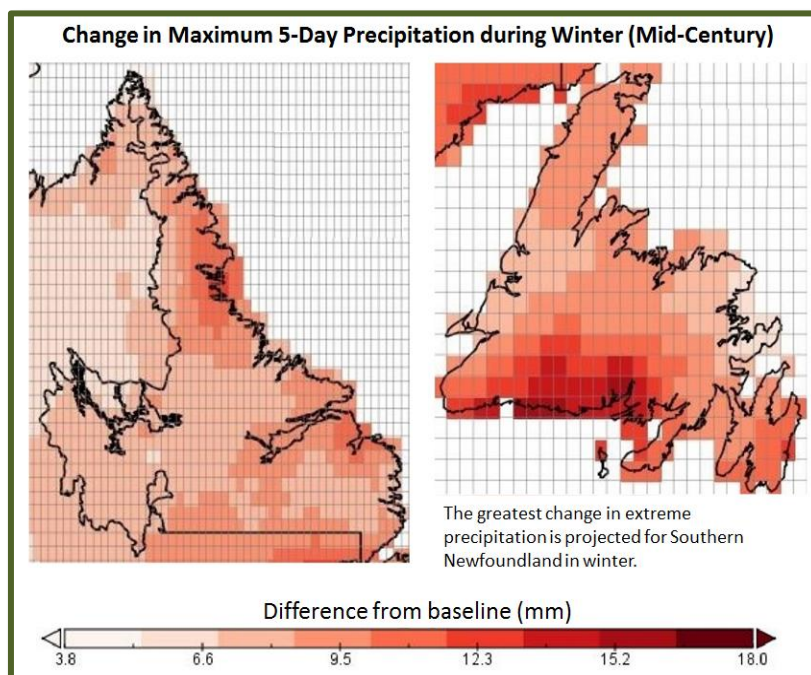 Change in Maximum 5-Day Precipitation during Winter (Mid-Century)
The greatest change in extreme
precipitation is projected for Southern
Newfoundland in winter.
Difference from baseline (mm)
3.8 6.6 9.5 12.3 15.2 18.0